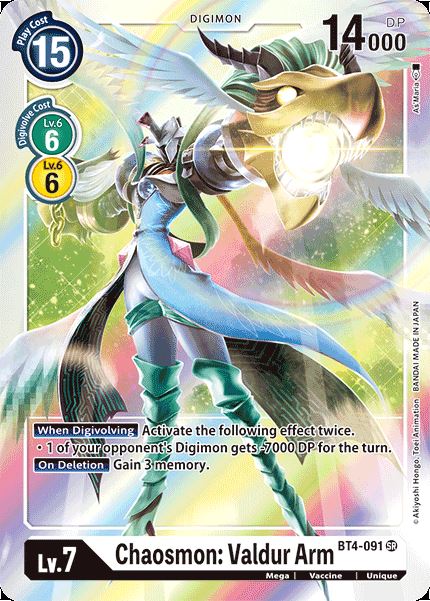 DIGIMON
Play Cost
15
14000
DP
Digivolve Cost
Lv.6
6
Lv.6
6
As'Maria
When Digivolving Activate the following effect twice.
• 1 of your opponent's Digimon gets -7000 DP for the turn.
On Deletion Gain 3 memory.
© Akiyoshi Hongo, Toei Animation · BANDAI MADE IN JAPAN
BT4-091 SR
Lv.7
Chaosmon: Valdur Arm
Mega | Vaccine | Unique